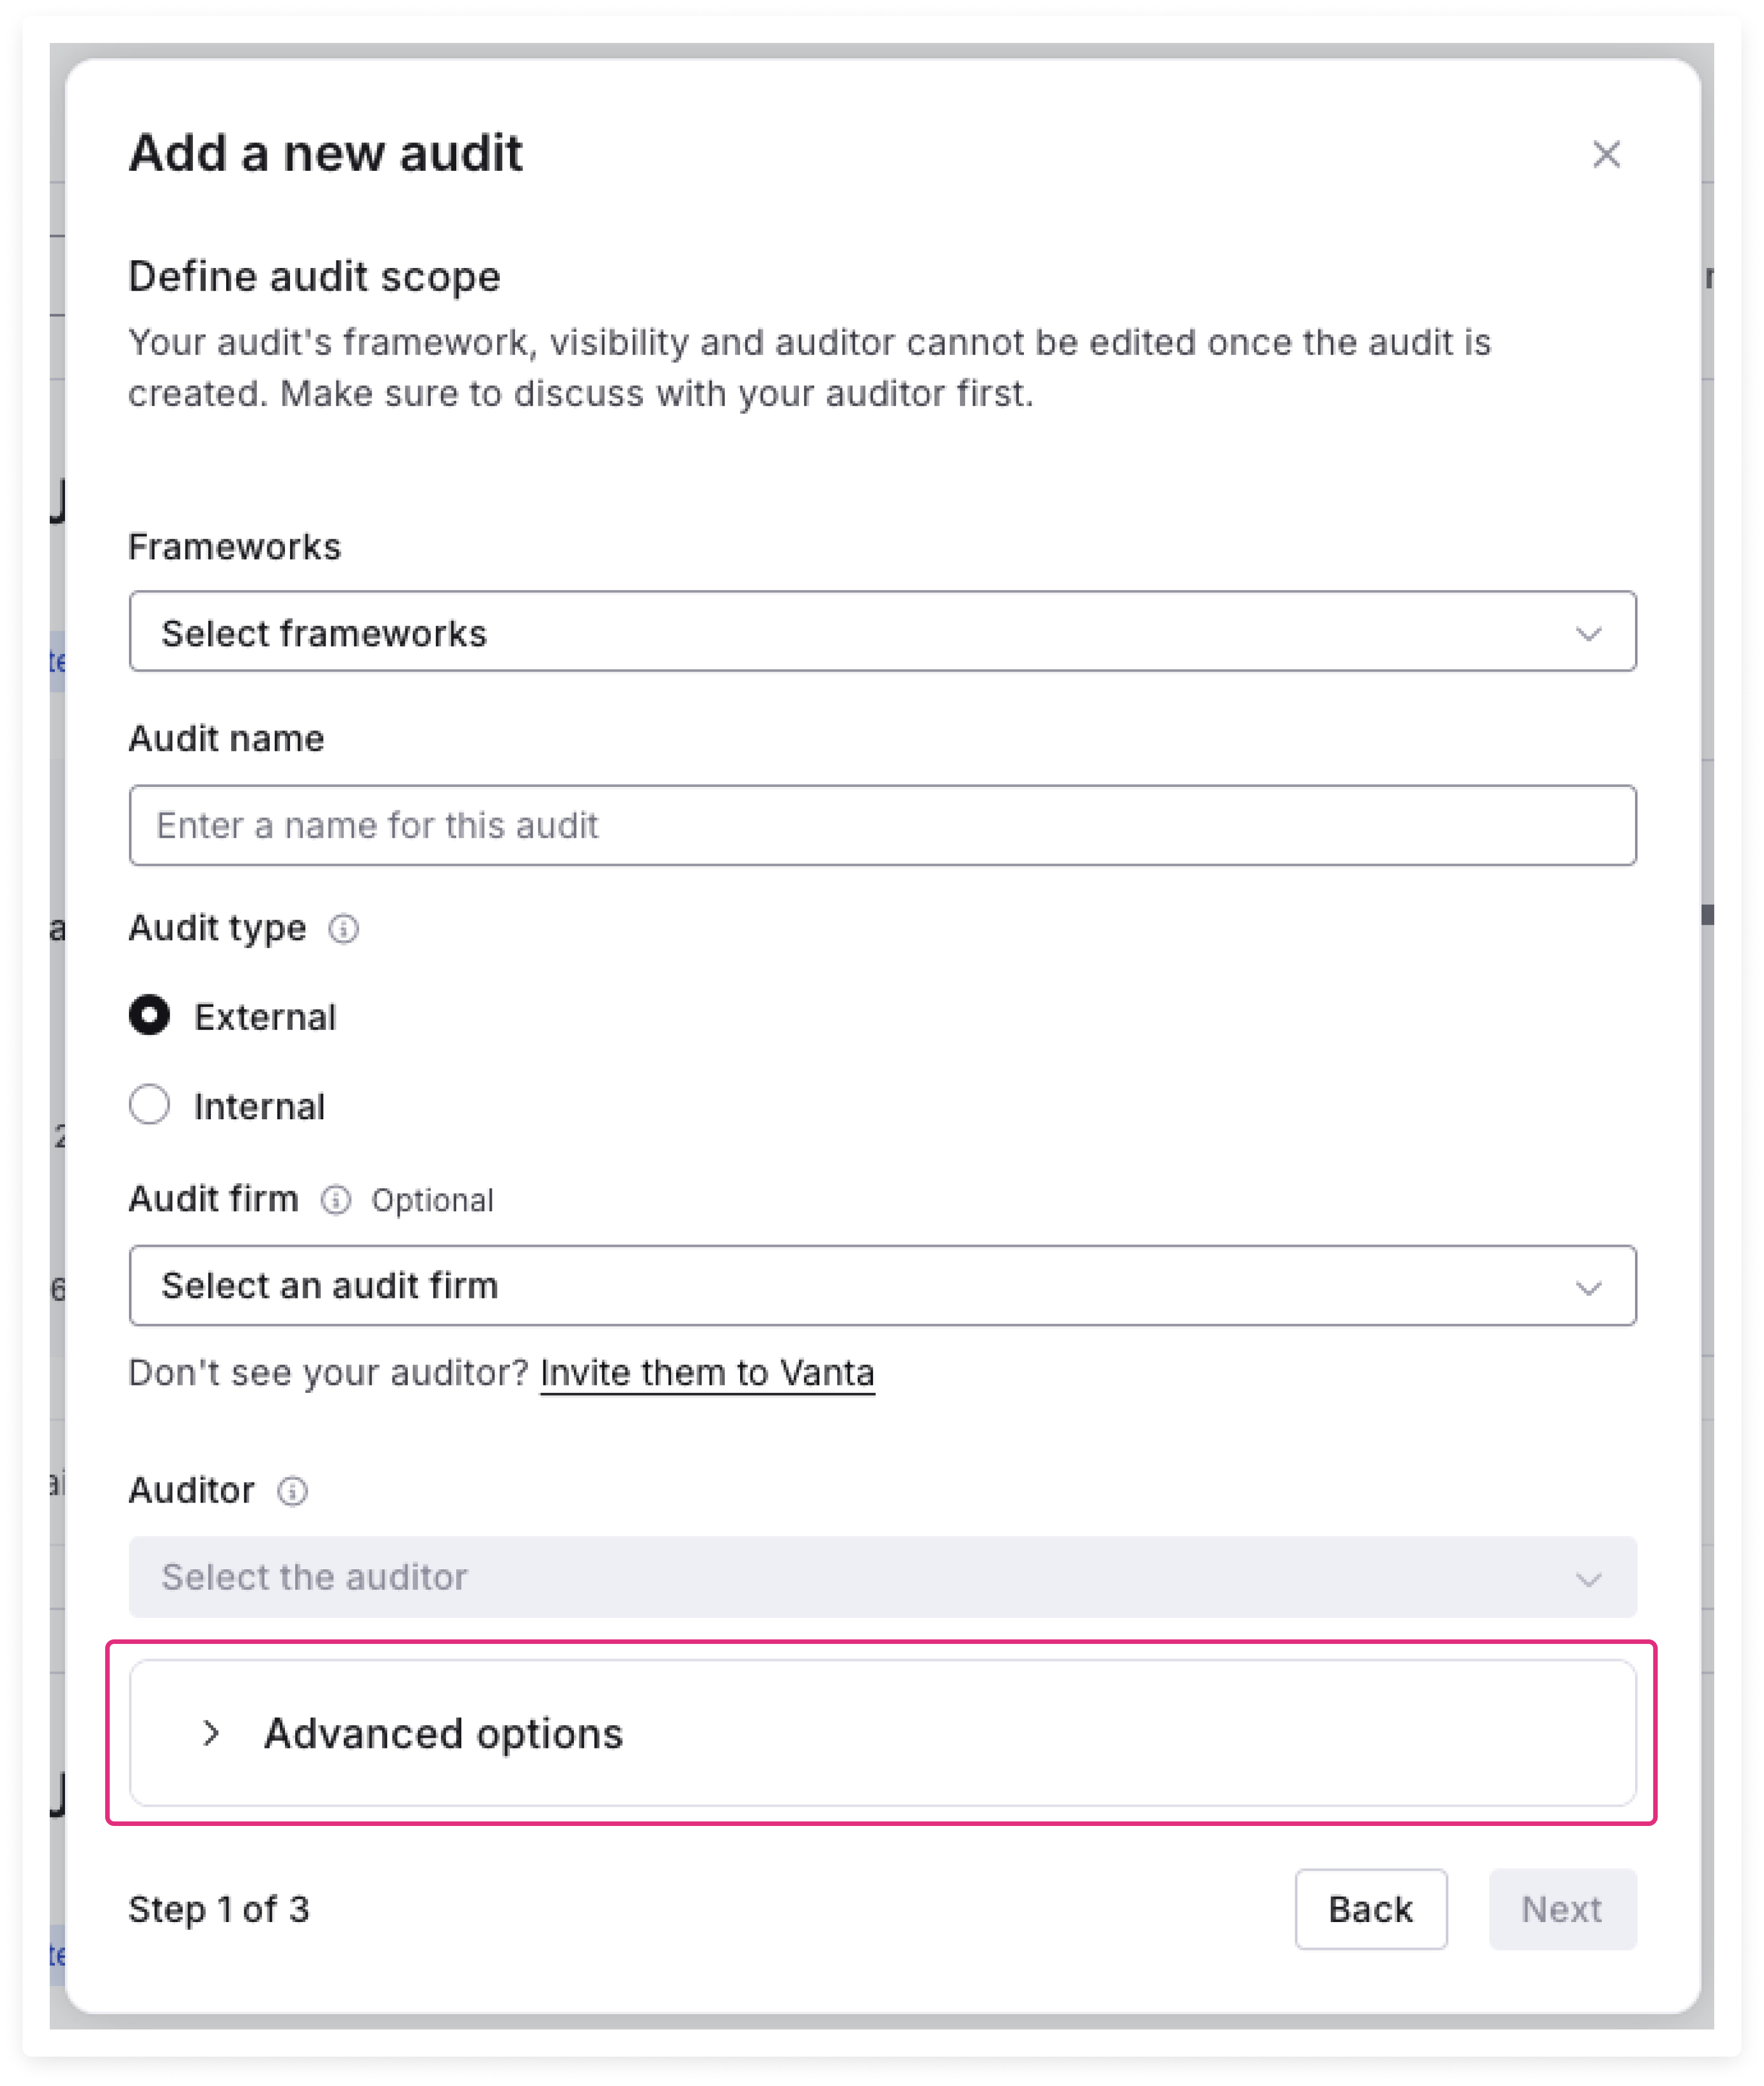 Add a new audit
Define audit scope
Your audit's framework, visibility and auditor cannot be edited once the audit is
created. Make sure to discuss with your auditor first.
Frameworks
Select frameworks
Audit name
Enter a name for this audit
Audit type
External
Internal
Audit firm Optional
Select an audit firm
Don't see your auditor? Invite them to Vanta
Auditor
Select the auditor
Advanced options
Step 1 of 3 Back Next